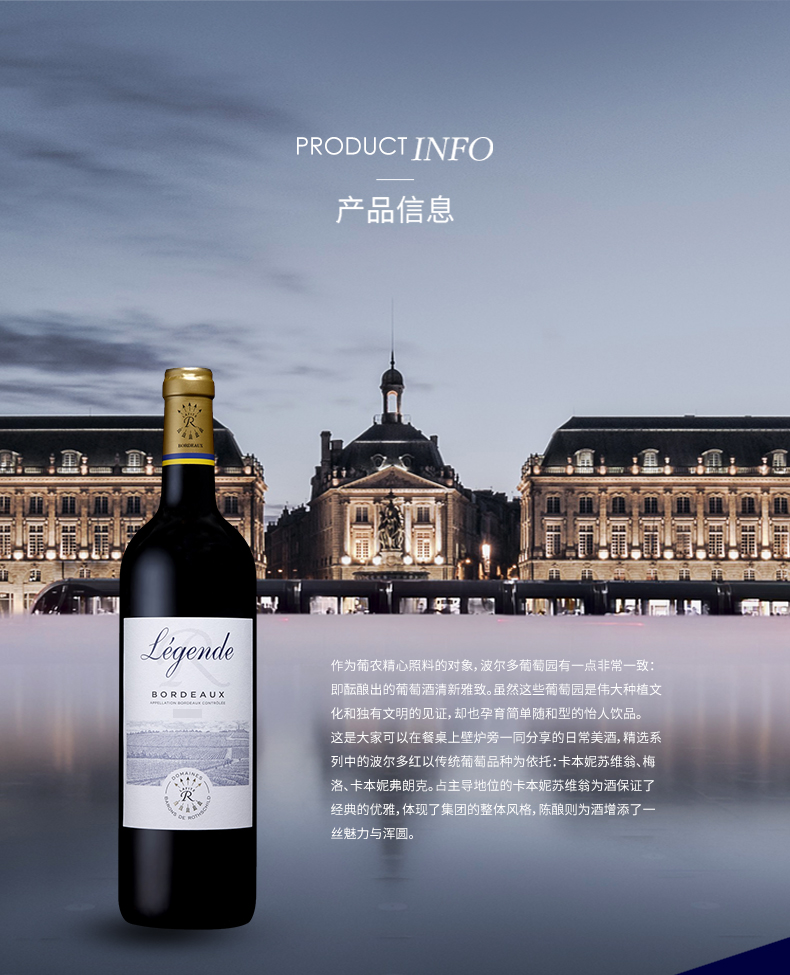 PRODUCT INFO
产品信息
R
BORDEAUX
Légende
BORDEAUX
APPELLATION BORDEAUX CONTRÔLÉE
DOMAINES
R
BARONS DE ROTHSCHILD
作为葡农精心照料的对象,波尔多葡萄园有一点非常一致:
即酝酿出的葡萄酒清新雅致。虽然这些葡萄园是伟大种植文
化和独有文明的见证,却也孕育简单随和型的怡人饮品。
这是大家可以在餐桌上壁炉旁一同分享的日常美酒,精选系
列中的波尔多红以传统葡萄品种为依托:卡本妮苏维翁、梅
洛、卡本妮弗朗克。占主导地位的卡本妮苏维翁为酒保证了
经典的优雅,体现了集团的整体风格,陈酿则为酒增添了一
丝魅力与浑圆。